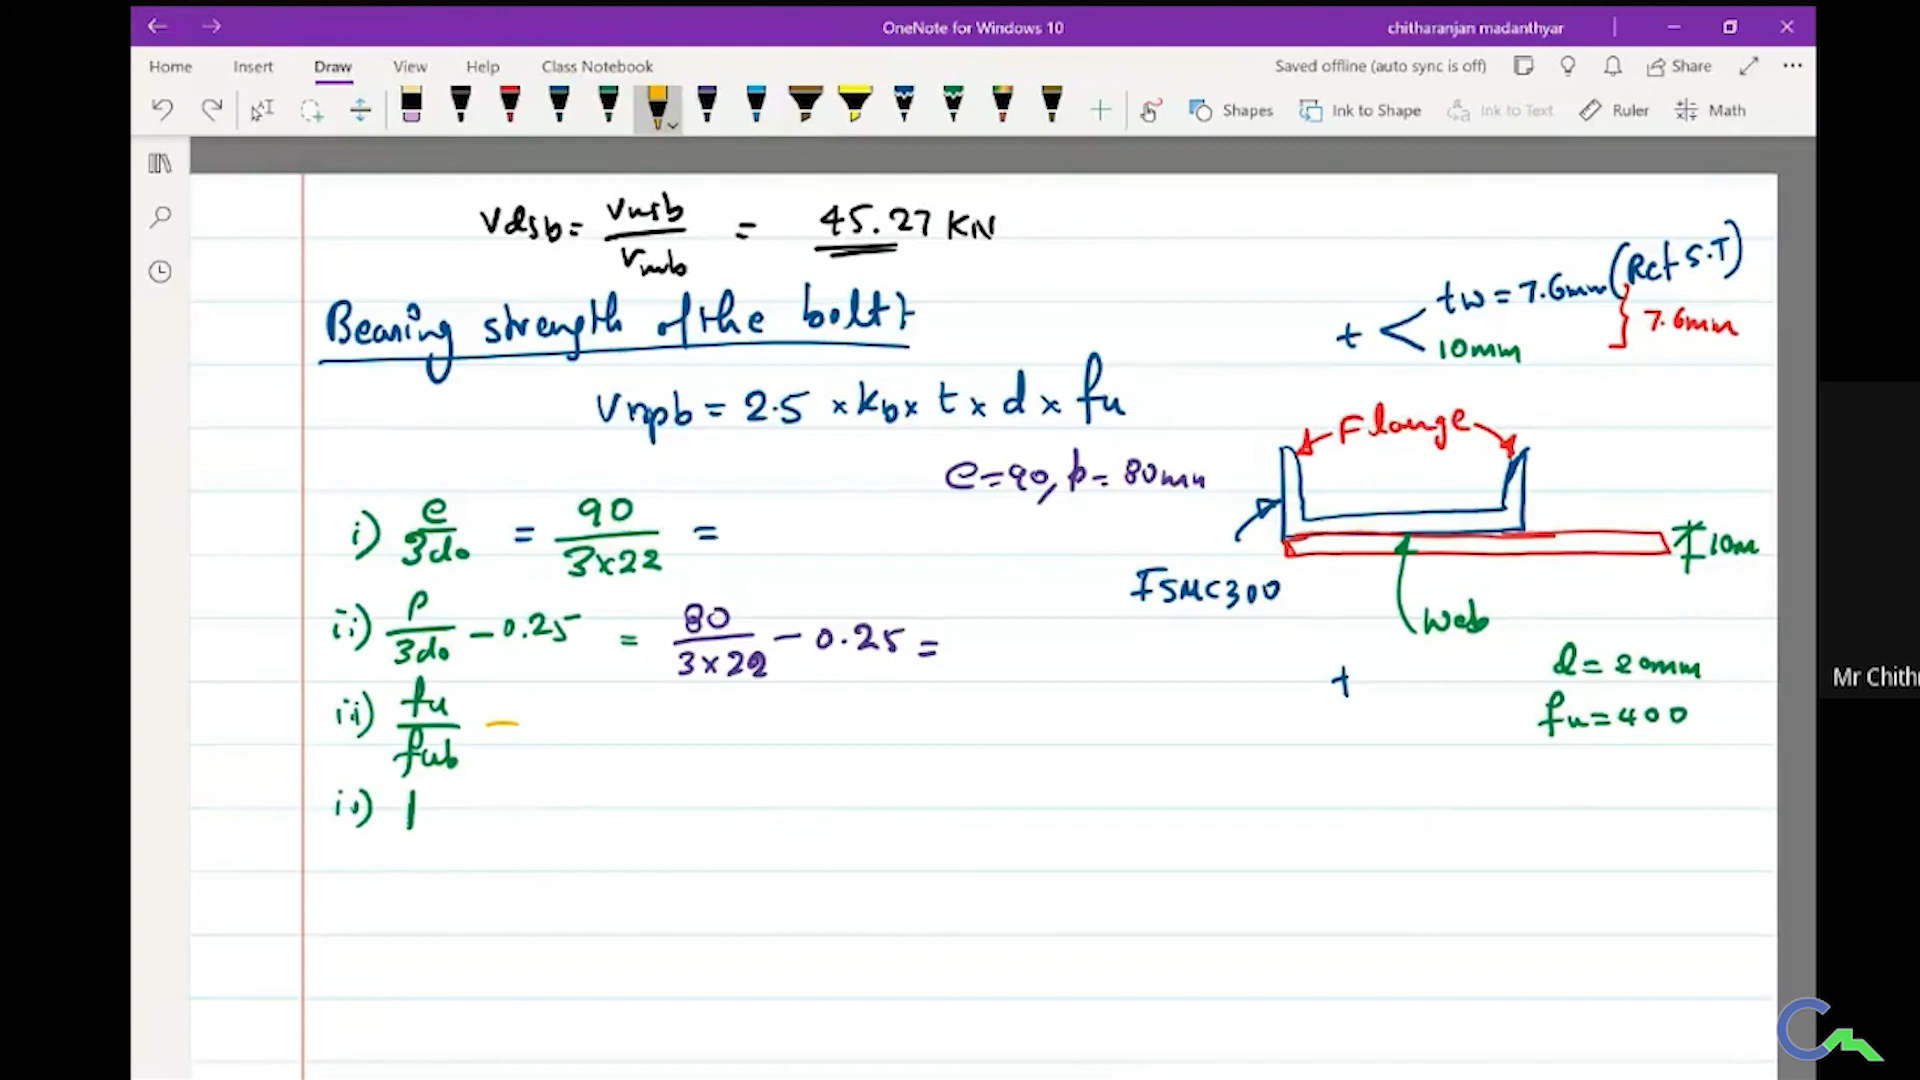 OneNote for Windows 10
chitharanjan madanthyar
Home Insert Draw View Help Class Notebook
Saved offline (auto sync is off) Share
Shapes Ink to Shape Ink to Text Ruler Math
Vdsb = Vnsb / γmb = 45.27 KN
Bearing strength of the bolt:
Vnpb = 2.5 × kb × t × d × fu
t < tw = 7.6mm (Ref S.T)
10mm
} 7.6mm
e=90, p= 80mm
Flange
i) e / 3do = 90 / 3×22 =
10m
ISMC300
Web
ii) P / 3do - 0.25 = 80 / 3×22 - 0.25 =
d= 20mm
t
iii) fu / fub -
fu=400
iv) 1
Mr Chith
CM